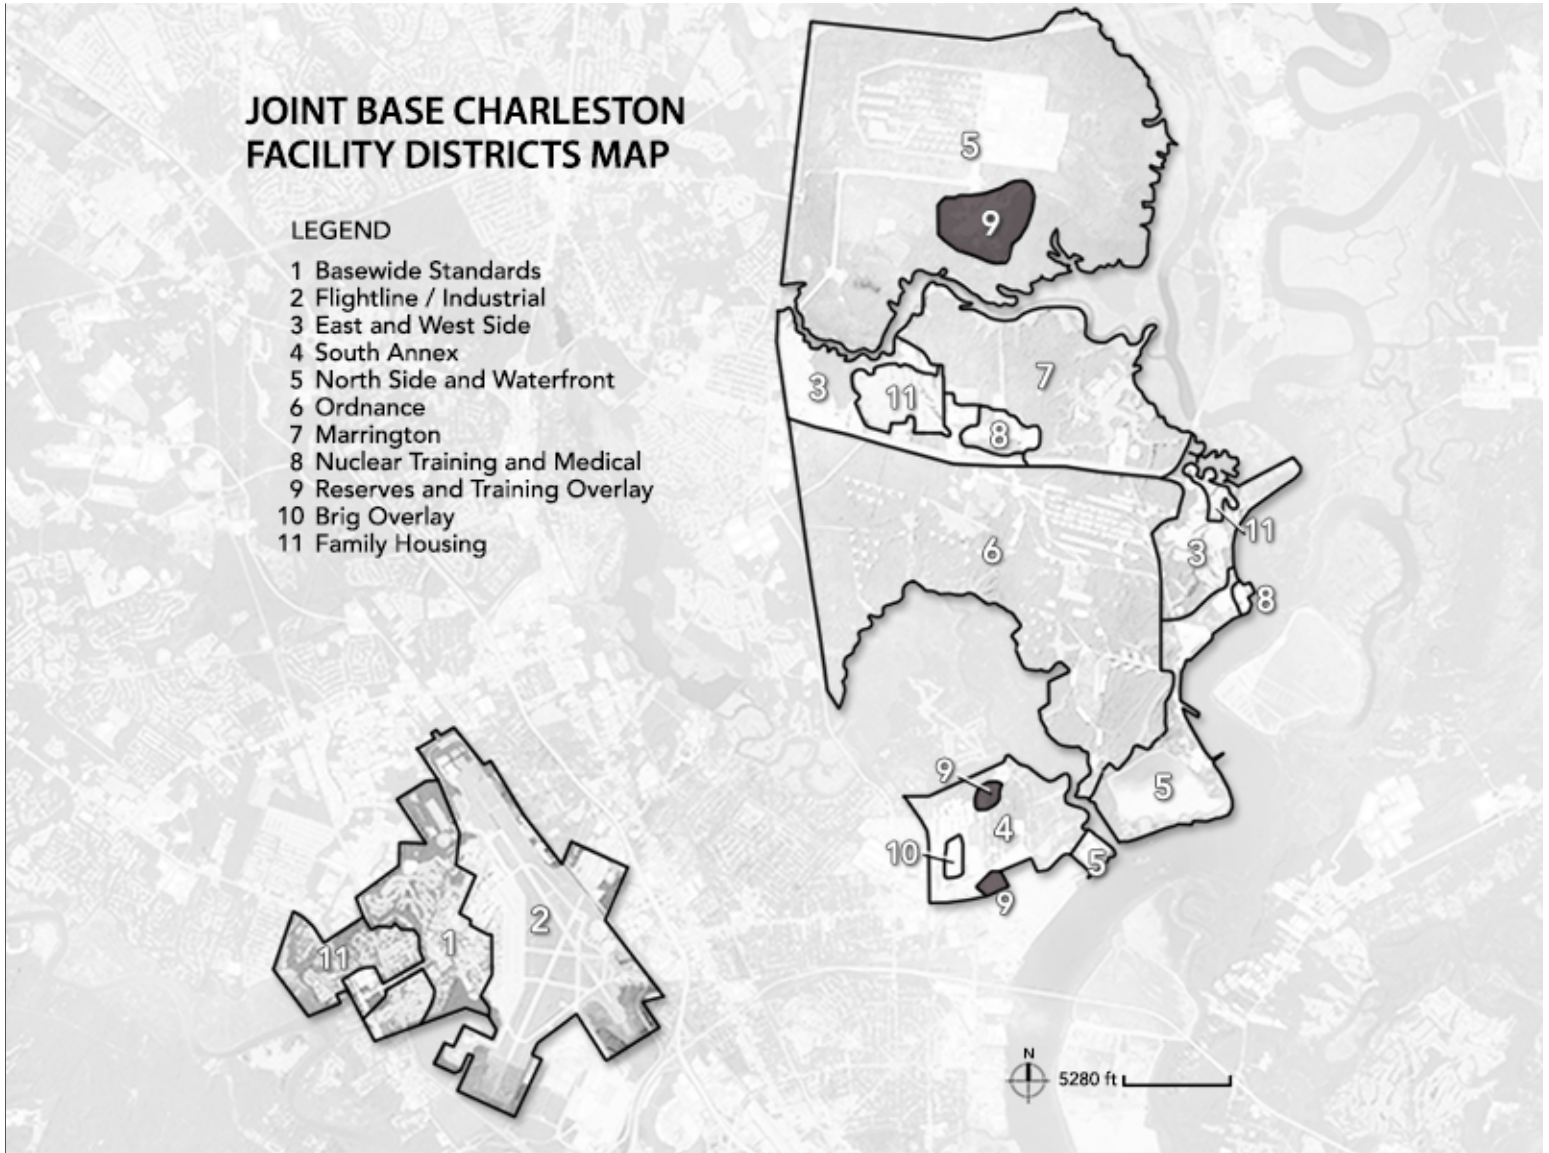 JOINT BASE CHARLESTON
FACILITY DISTRICTS MAP
LEGEND
1 Basewide Standards
2 Flightline / Industrial
3 East and West Side
4 South Annex
5 North Side and Waterfront
6 Ordnance
7 Marrington
8 Nuclear Training and Medical
9 Reserves and Training Overlay
10 Brig Overlay
11 Family Housing
5
9
7
3
11
8
6
11
3
8
9
5
4
10
5
9
2
1
11
N
5280 ft